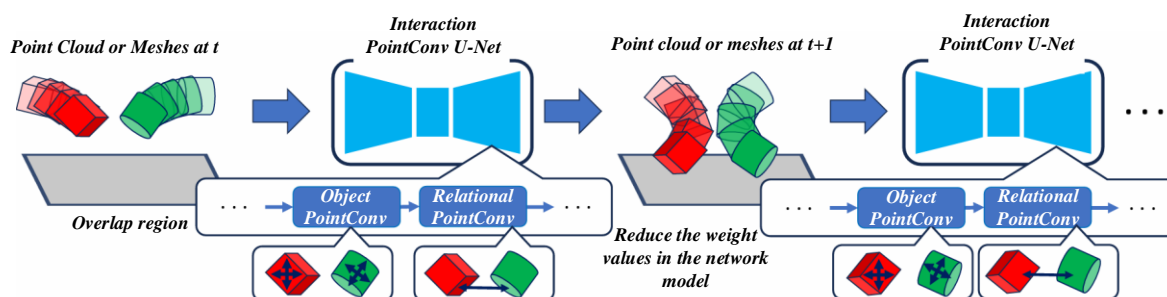 Point Cloud or Meshes at t
Interaction
PointConv U-Net
Point cloud or meshes at t+1
Interaction
PointConv U-Net
. . .
Overlap region
. . .
Object
PointConv
Relational
PointConv
. . .
Reduce the weight
values in the network
model
. . .
Object
PointConv
Relational
PointConv
. . .